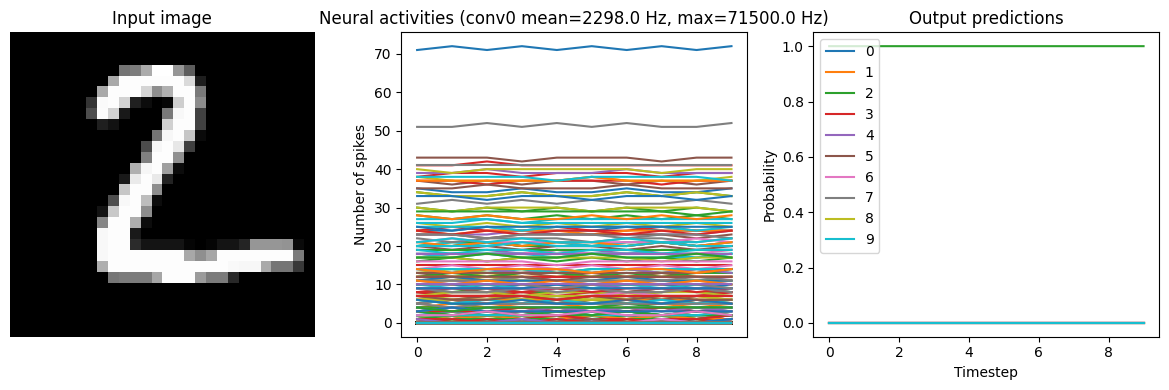 Input image
2
Neural activities (conv0 mean=2298.0 Hz, max=71500.0 Hz)
Number of spikes
70
60
50
40
30
20
10
0
0 2 4 6 8
Timestep
Output predictions
Probability
1.0
0.8
0.6
0.4
0.2
0.0
0
1
2
3
4
5
6
7
8
9
0 2 4 6 8
Timestep